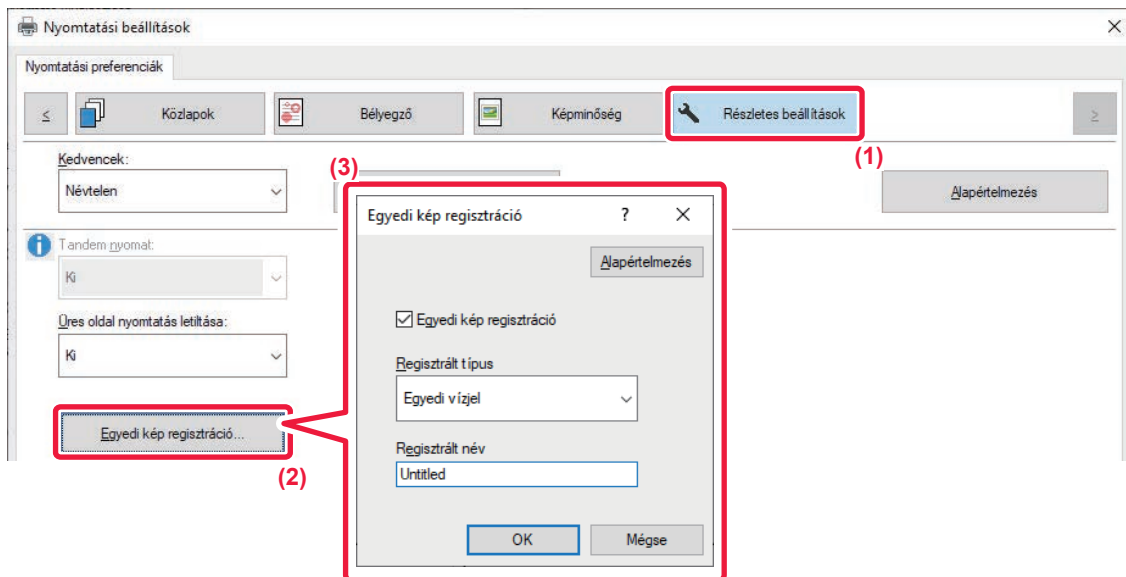 Nyomtatási beállítások
Nyomtatási preferenciák
≤
Közlapok
Bélyegző
Képminőség
Részletes beállítások
≥
(1)
Kedvencek:
Névtelen
(3)
Alapértelmezés
Tandem nyomat:
Ki
Üres oldal nyomtatás letiltása:
Ki
Egyedi kép regisztráció...
(2)
Egyedi kép regisztráció
?
Alapértelmezés
Egyedi kép regisztráció
Regisztrált típus
Egyedi vízjel
Regisztrált név
Untitled
OK
Mégse